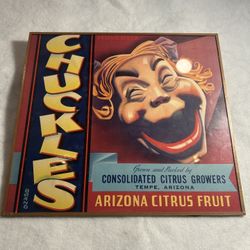 CHUCKLES
Grown and Packed by
CONSOLIDATED CITRUS GROWERS
TEMPE, ARIZONA
ARIZONA CITRUS FRUIT